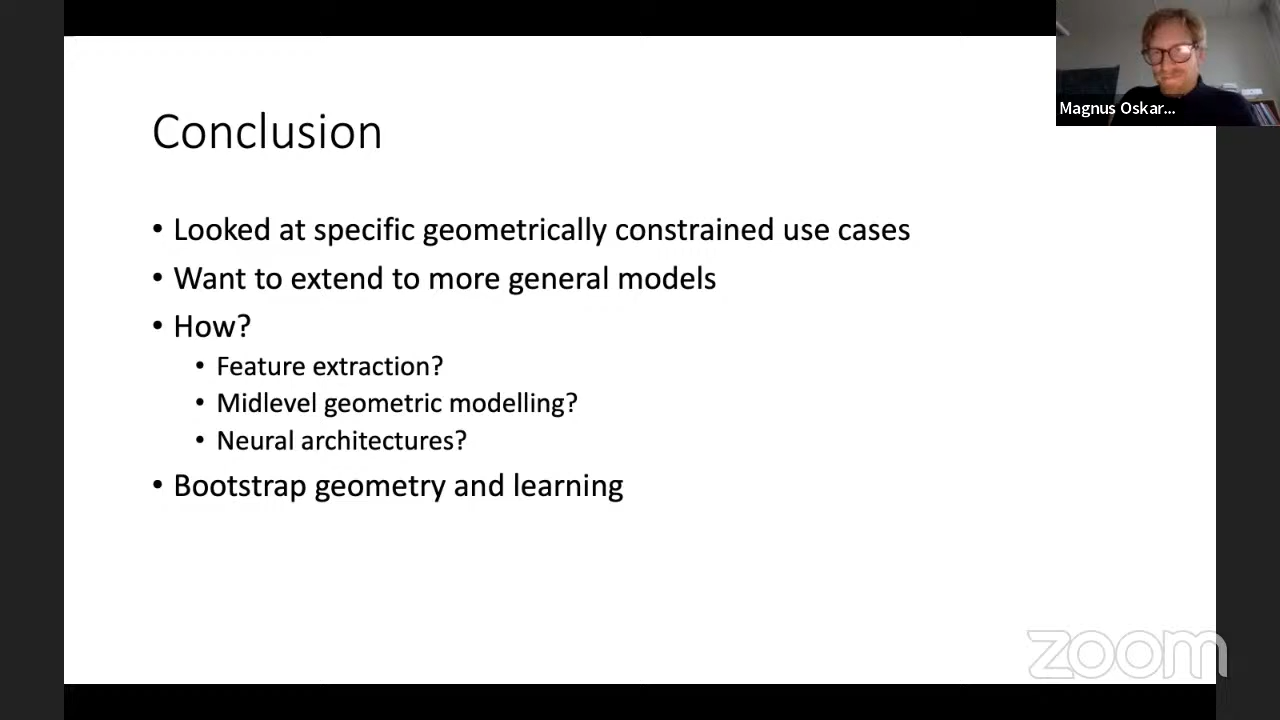 Magnus Oskar...
Conclusion
• Looked at specific geometrically constrained use cases
• Want to extend to more general models
• How?
• Feature extraction?
• Midlevel geometric modelling?
• Neural architectures?
• Bootstrap geometry and learning
zoom